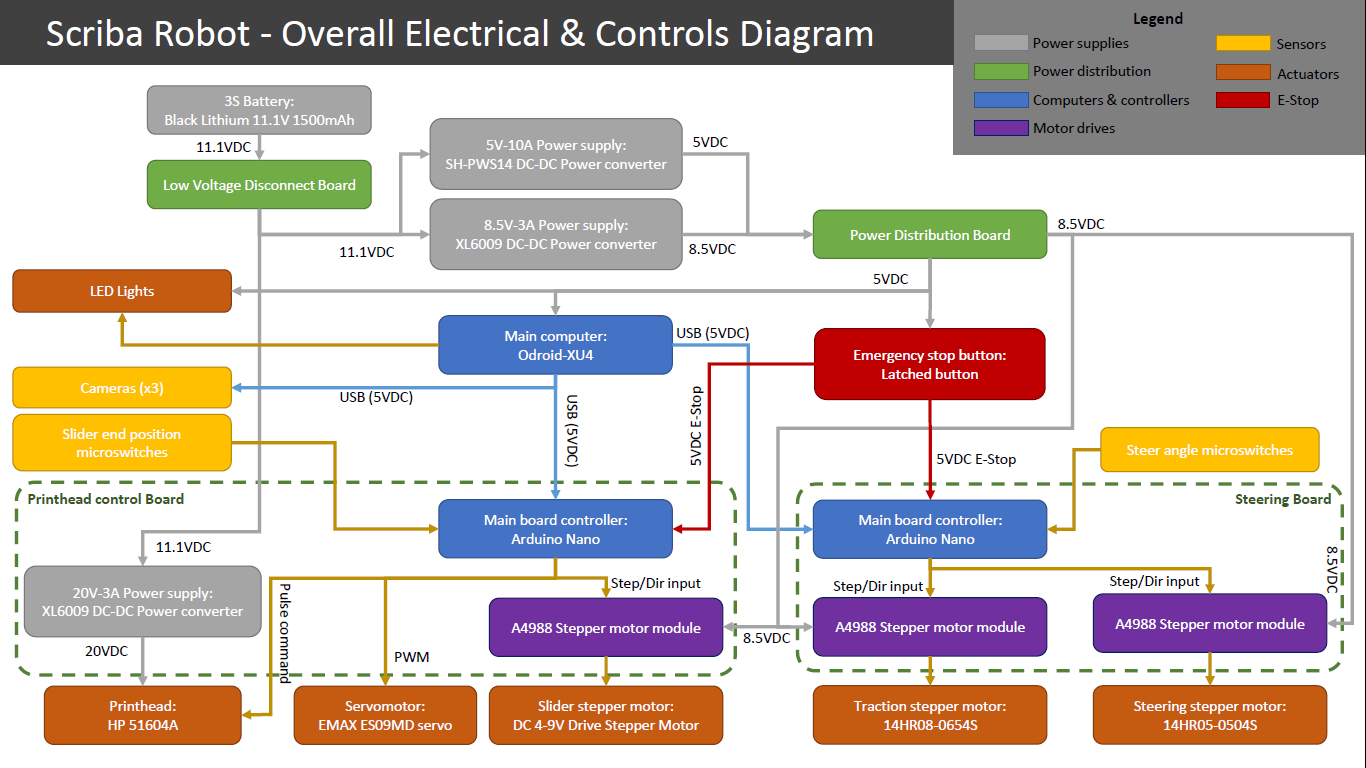 Scriba Robot - Overall Electrical & Controls Diagram
Legend
Power supplies
Sensors
Power distribution
Actuators
Computers & controllers
E-Stop
Motor drives
3S Battery:
Black Lithium 11.1V 1500mAh
11.1VDC
Low Voltage Disconnect Board
5V-10A Power supply:
SH-PWS14 DC-DC Power converter
5VDC
8.5V-3A Power supply:
XL6009 DC-DC Power converter
11.1VDC
8.5VDC
Power Distribution Board
8.5VDC
5VDC
LED Lights
Main computer:
Odroid-XU4
USB (5VDC)
Emergency stop button:
Latched button
Cameras (x3)
USB (5VDC)
USB (5VDC)
5VDC E-Stop
Slider end position
microswitches
5VDC E-Stop
Steer angle microswitches
Printhead control Board
Steering Board
Main board controller:
Arduino Nano
Main board controller:
Arduino Nano
11.1VDC
8.5VDC
20V-3A Power supply:
XL6009 DC-DC Power converter
Pulse command
Step/Dir input
Step/Dir input
Step/Dir input
A4988 Stepper motor module
A4988 Stepper motor module
A4988 Stepper motor module
8.5VDC
20VDC
PWM
Printhead:
HP 51604A
Servomotor:
EMAX ES09MD servo
Slider stepper motor:
DC 4-9V Drive Stepper Motor
Traction stepper motor:
14HR08-0654S
Steering stepper motor:
14HR05-0504S